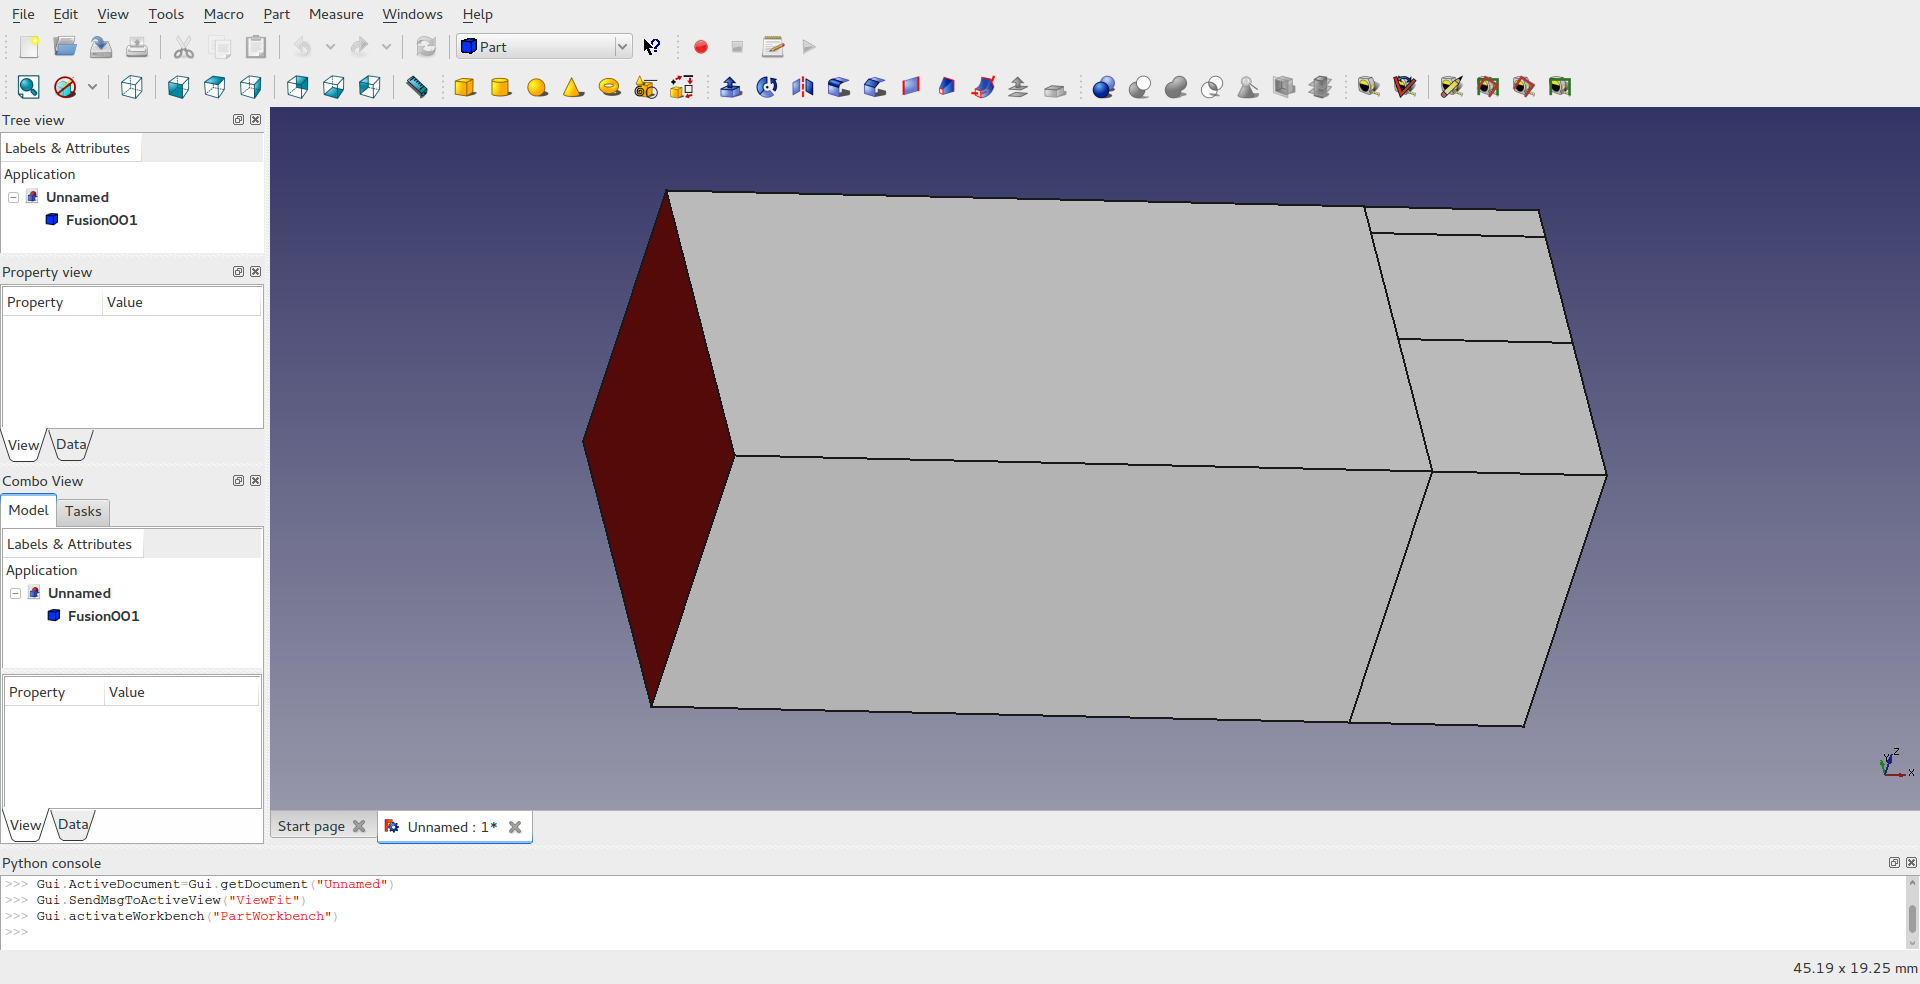 File Edit View Tools Macro Part Measure Windows Help
Part
Tree view
Labels & Attributes
Application
Unnamed
Fusion001
Property view
Property Value
View Data
Combo View
Model Tasks
Labels & Attributes
Application
Unnamed
Fusion001
Property Value
View Data
Z
Y
X
Start page Unnamed : 1*
Python console
>>> Gui.ActiveDocument=Gui.getDocument("Unnamed")
>>> Gui.SendMsgToActiveView("ViewFit")
>>> Gui.activateWorkbench("PartWorkbench")
>>>
45.19 x 19.25 mm